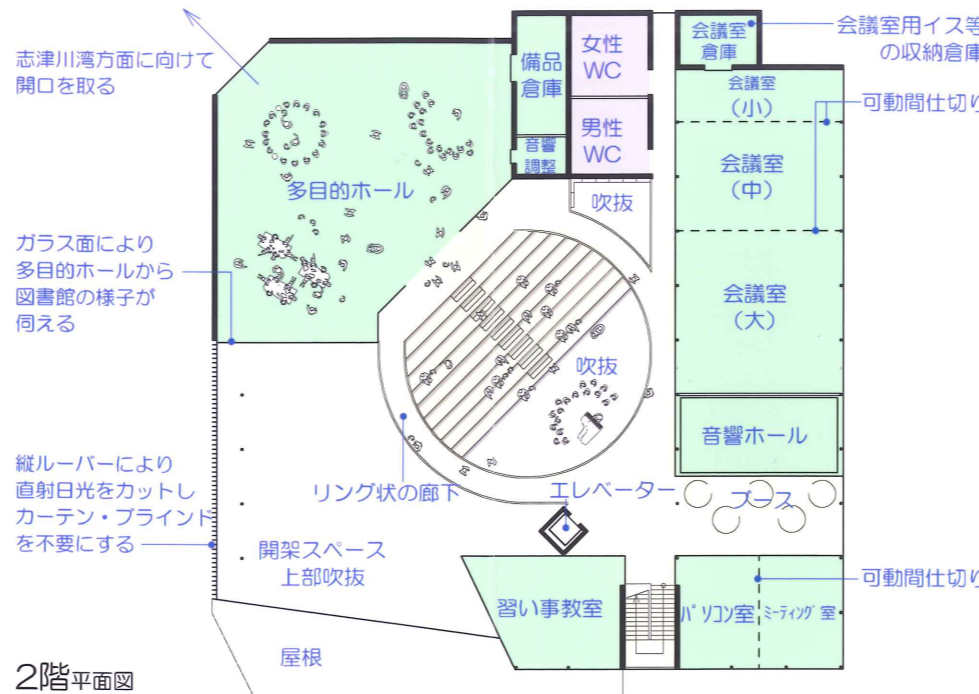 志津川湾方面に向けて
開口を取る
備品
倉庫
女性
WC
会議室
倉庫
会議室用イス等
の収納倉庫
会議室
(小)
可動間仕切り
音響
調整
男性
WC
会議室
(中)
多目的ホール
吹抜
ガラス面により
多目的ホールから
図書館の様子が
伺える
会議室
(大)
吹抜
音響ホール
縦ルーバーにより
直射日光をカットし
カーテン・ブラインド
を不要にする
リング状の廊下
エレベーター
ブース
開架スペース
上部吹抜
習い事教室
パソコン室
ミーティング室
可動間仕切り
屋根
2階平面図